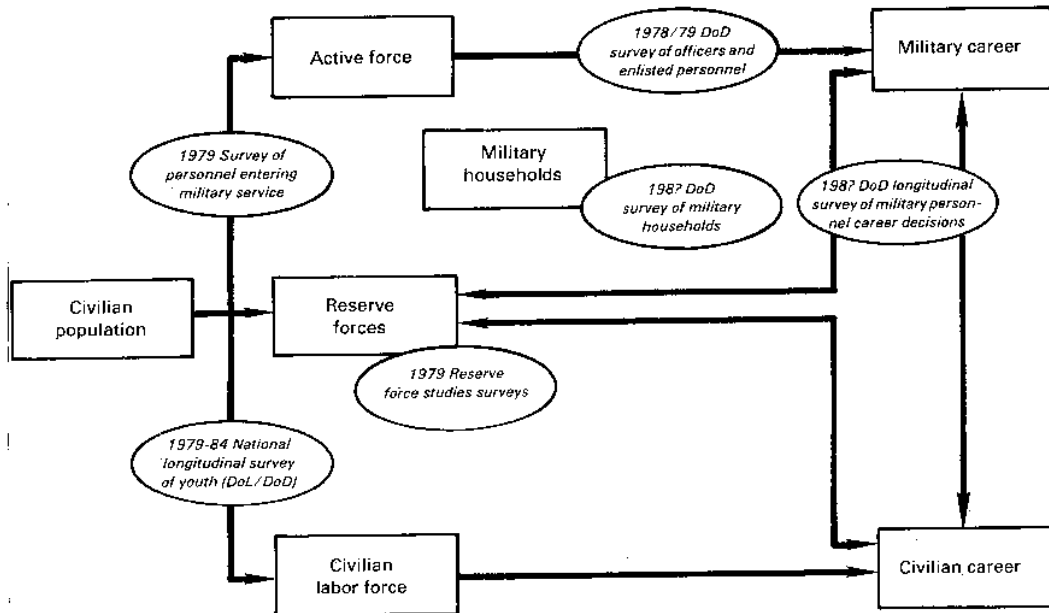 Active force
1978/79 DoD
survey of officers and
enlisted personnel
Military career
1979 Survey of
personnel entering
military service
Military
households
198? DoD
survey of military
households
198? DoD longitudinal
survey of military person-
nel career decisions
Civilian
population
Reserve
forces
1979 Reserve
force studies surveys
1979-84 National
longitudinal survey
of youth (DoL/DoD)
Civilian
labor force
Civilian career